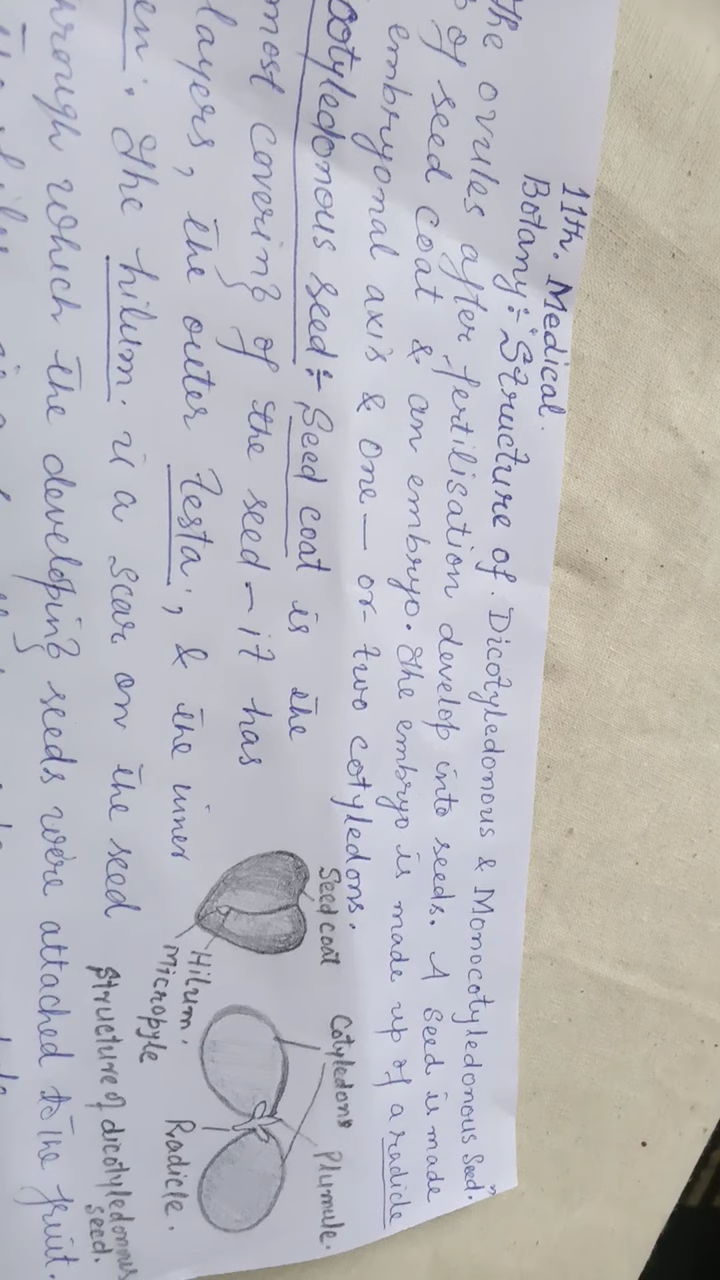 11th. Medical.
Botany:- "Structure of. Dicotyledonous & Monocotyledonous Seed."
the ovules after fertilisation develop into seeds. A seed is made
of seed coat & an embryo. The embryo is made up of a radicle
embryonal axis & one - or two cotyledons.
cotyledonous seed:- Seed coat is the
most covering of the seed - it has
layers, the outer testa', & the inner
en'. The hilum. is a scar on the seed
through which the developing seeds were attached to the fruit.
Seed coat
Hilum.
Micropyle
Cotyledons
Plumule.
Radicle.
Structure of dicotyledonous
seed.